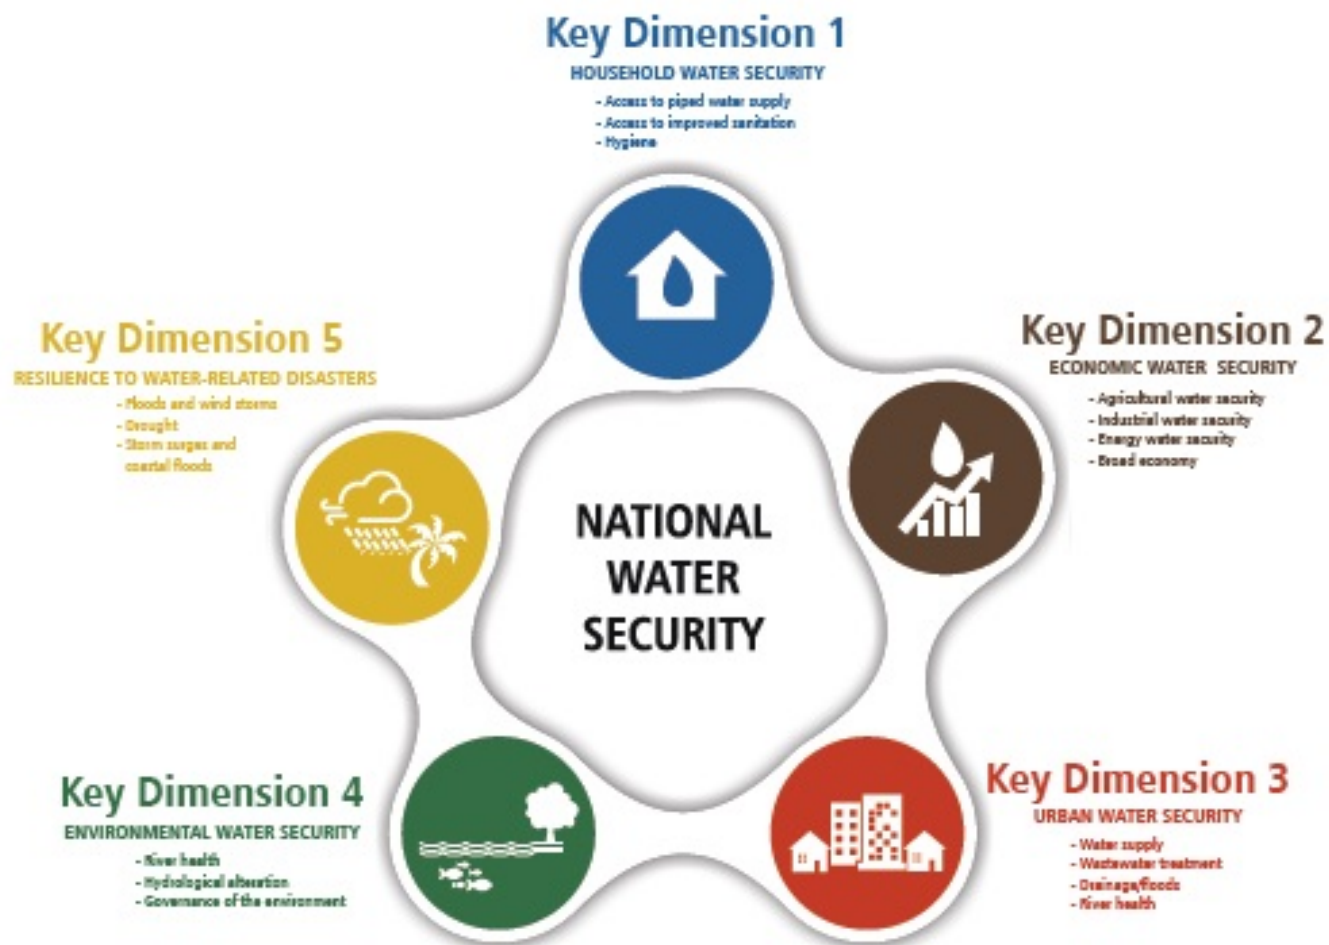 Key Dimension 1
HOUSEHOLD WATER SECURITY
- Access to piped water supply
- Access to improved sanitation
- Hygiene
Key Dimension 2
ECONOMIC WATER SECURITY
- Agricultural water security
- Industrial water security
- Energy water security
- Broad economy
Key Dimension 3
URBAN WATER SECURITY
- Water supply
- Wastewater treatment
- Drainage/floods
- River health
Key Dimension 4
ENVIRONMENTAL WATER SECURITY
- River health
- Hydrological alteration
- Governance of the environment
Key Dimension 5
RESILIENCE TO WATER-RELATED DISASTERS
- Floods and wind storms
- Drought
- Storm surges and
coastal floods
NATIONAL
WATER
SECURITY